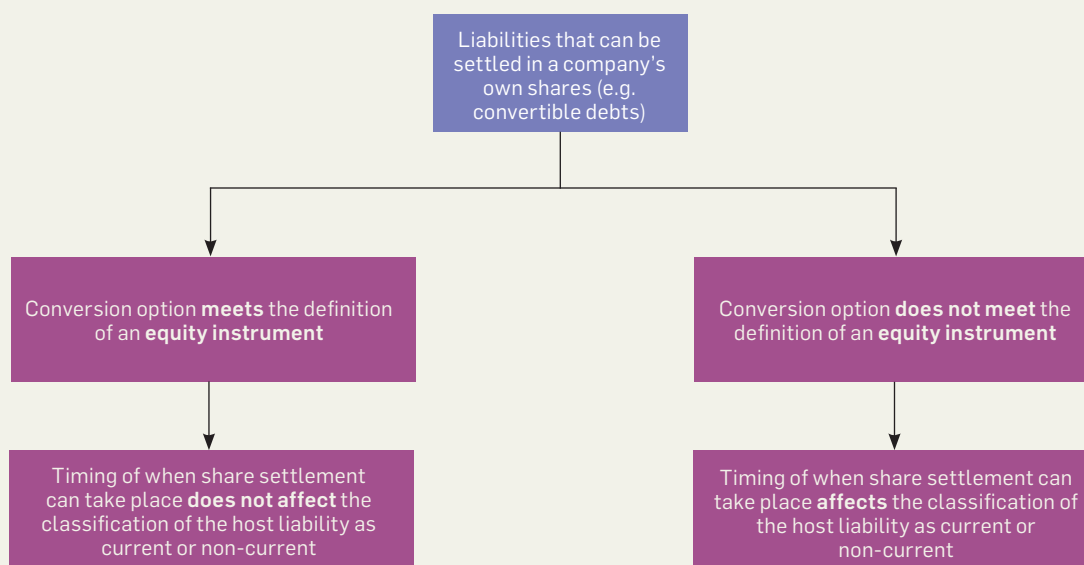 Liabilities that can be
settled in a company's
own shares (e.g.
convertible debts)
Conversion option meets the definition
of an equity instrument
Conversion option does not meet the
definition of an equity instrument
Timing of when share settlement
can take place does not affect the
classification of the host liability as
current or non-current
Timing of when share settlement can
take place affects the classification of
the host liability as current or
non-current